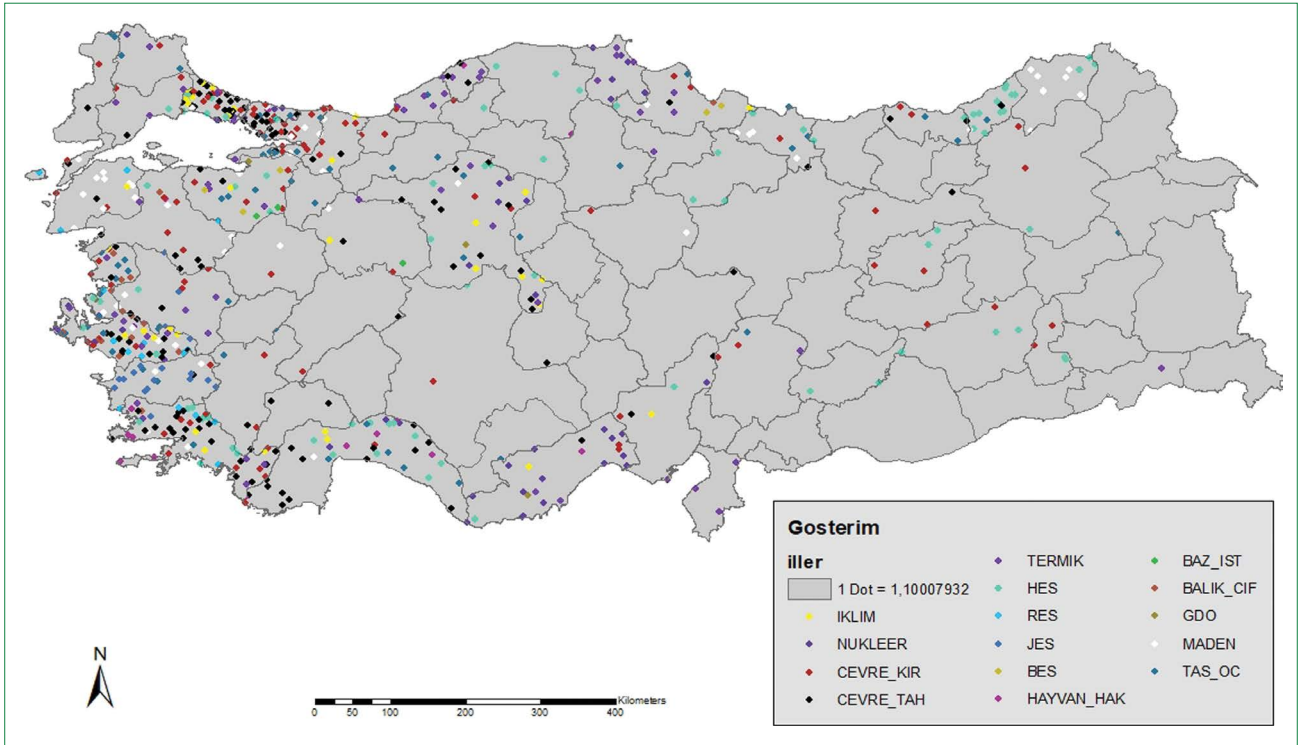 Gosterim
iller
1 Dot = 1,10007932
IKLIM
NUKLEER
CEVRE_KIR
CEVRE_TAH
TERMIK
HES
RES
JES
BES
HAYVAN_HAK
BAZ_IST
BALIK_CIF
GDO
MADEN
TAS_OC
N
Kilometers
0 50 100 200 300 400